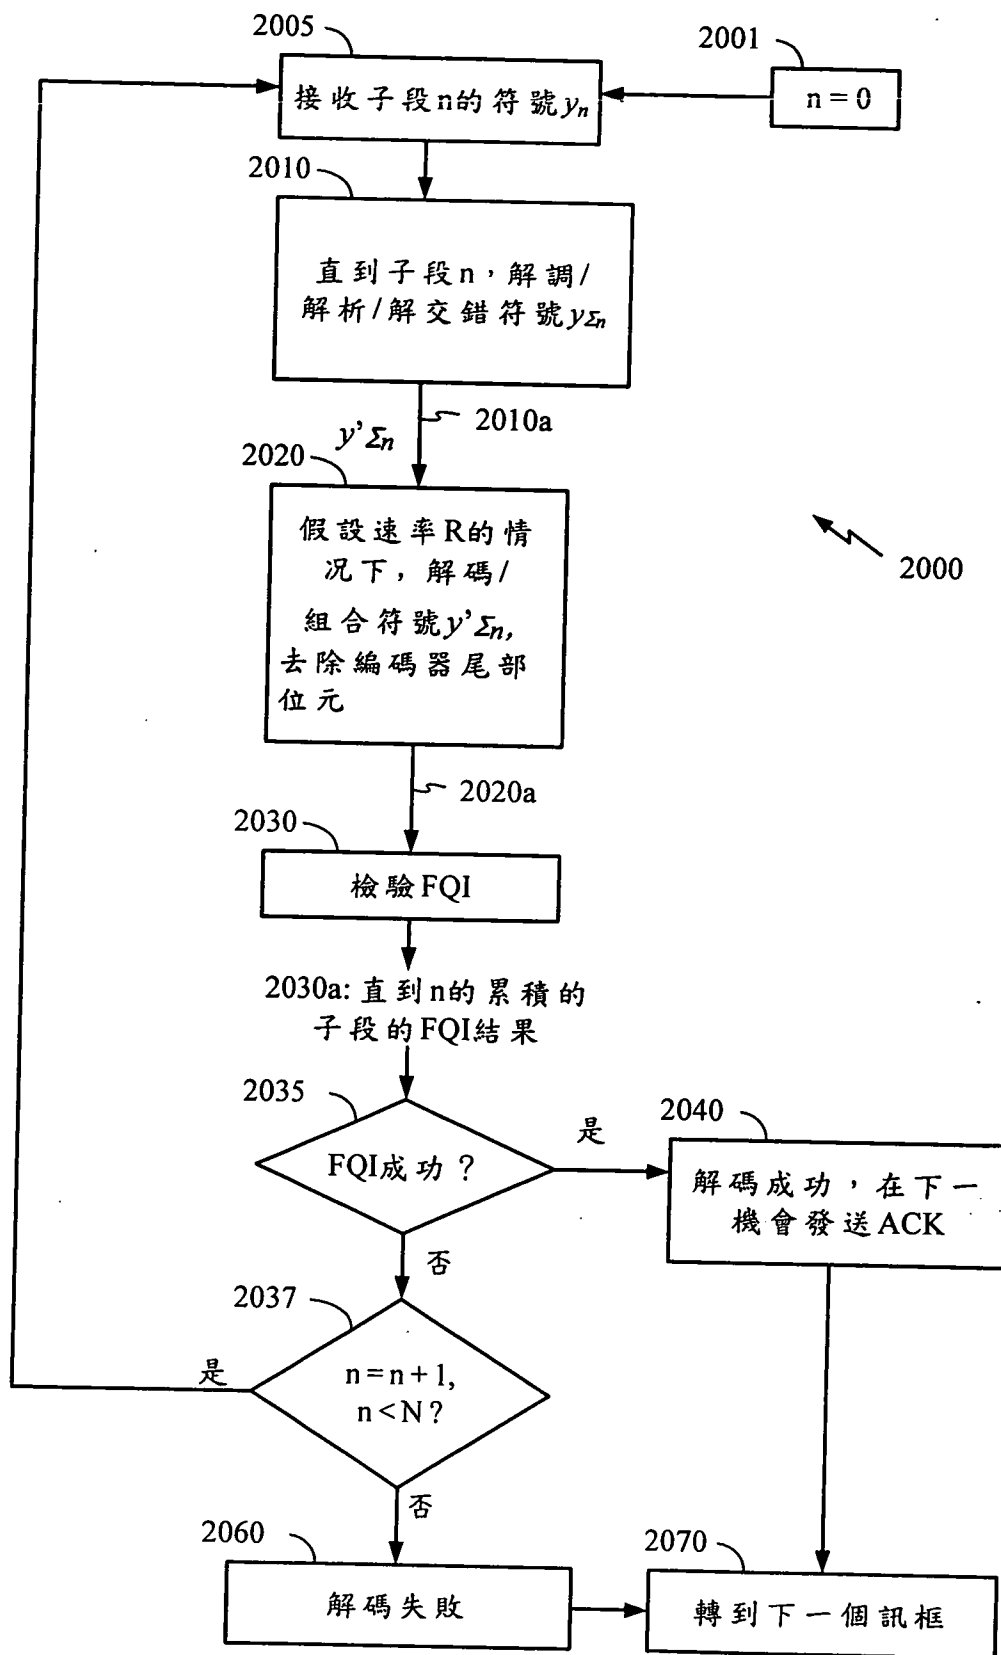 2005
2001
接收子段n的符號yn
n = 0
2010
直到子段n，解調/
解析/解交錯符號yΣn
2010a
y'Σn
2020
假設速率R的情
況下，解碼/
組合符號y'Σn,
去除編碼器尾部
位元
2000
2020a
2030
檢驗FQI
2030a: 直到n的累積的
子段的FQI結果
2035
FQI成功？
是
2040
解碼成功，在下一
機會發送ACK
否
2037
是
n=n+1,
n<N?
否
2060
解碼失敗
2070
轉到下一個訊框